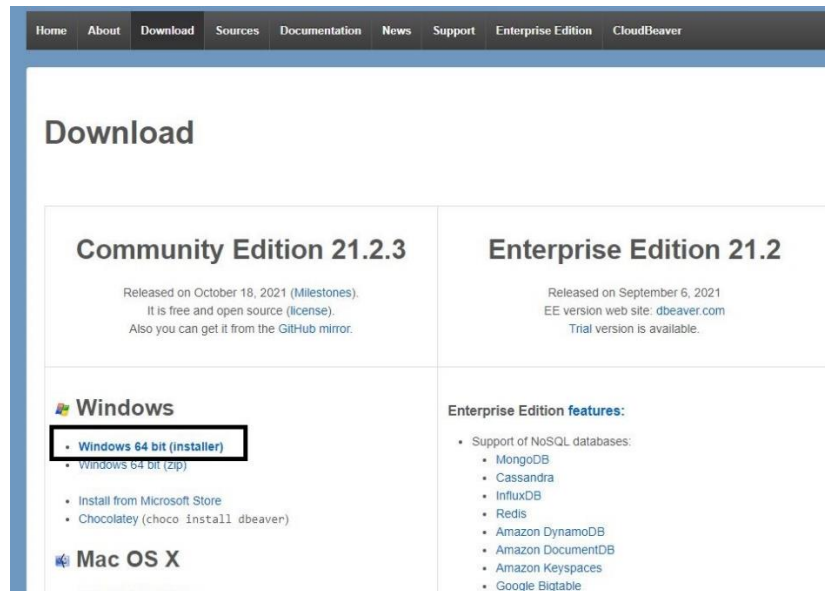 Home About Download Sources Documentation News Support Enterprise Edition CloudBeaver
Download
Community Edition 21.2.3
Released on October 18, 2021 (Milestones).
It is free and open source (license).
Also you can get it from the GitHub mirror.
Enterprise Edition 21.2
Released on September 6, 2021
EE version web site: dbeaver.com
Trial version is available.
Windows
Windows 64 bit (installer)
Windows 64 bit (zip)
Install from Microsoft Store
Chocolatey (choco install dbeaver)
Mac OS X
Enterprise Edition features:
Support of NoSQL databases:
MongoDB
Cassandra
InfluxDB
Redis
Amazon DynamoDB
Amazon DocumentDB
Amazon Keyspaces
Google Bigtable